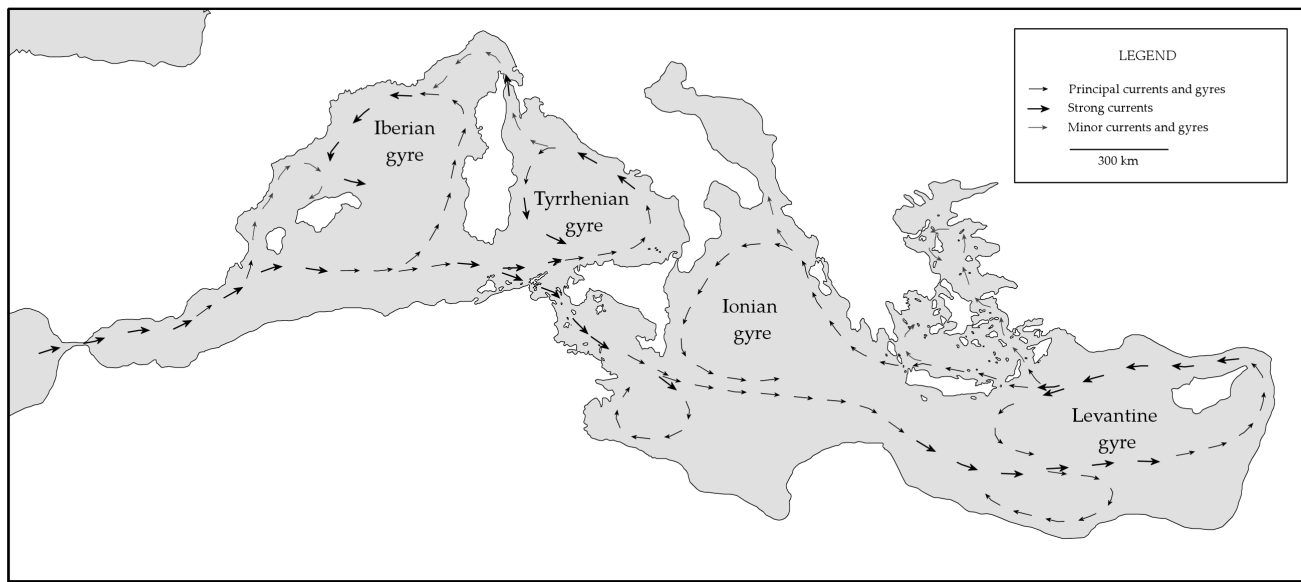 LEGEND
Principal currents and gyres
Strong currents
Minor currents and gyres
300 km
Iberian
gyre
Tyrrhenian
gyre
Ionian
gyre
Levantine
gyre